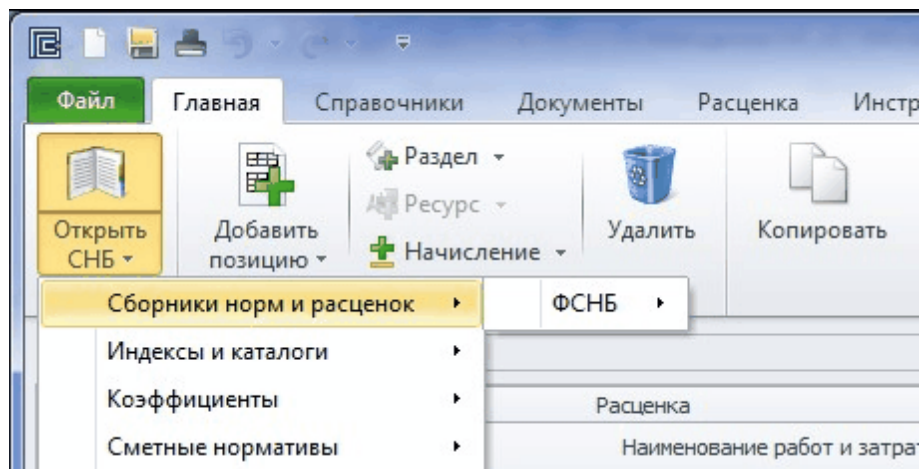 Файл Главная Справочники Документы Расценка Инстр
Открыть СНБ
Добавить позицию
Раздел
Ресурс
Начисление
Удалить
Копировать
Сборники норм и расценок
ФСНБ
Индексы и каталоги
Коэффициенты
Сметные нормативы
Расценка
Наименование работ и затра